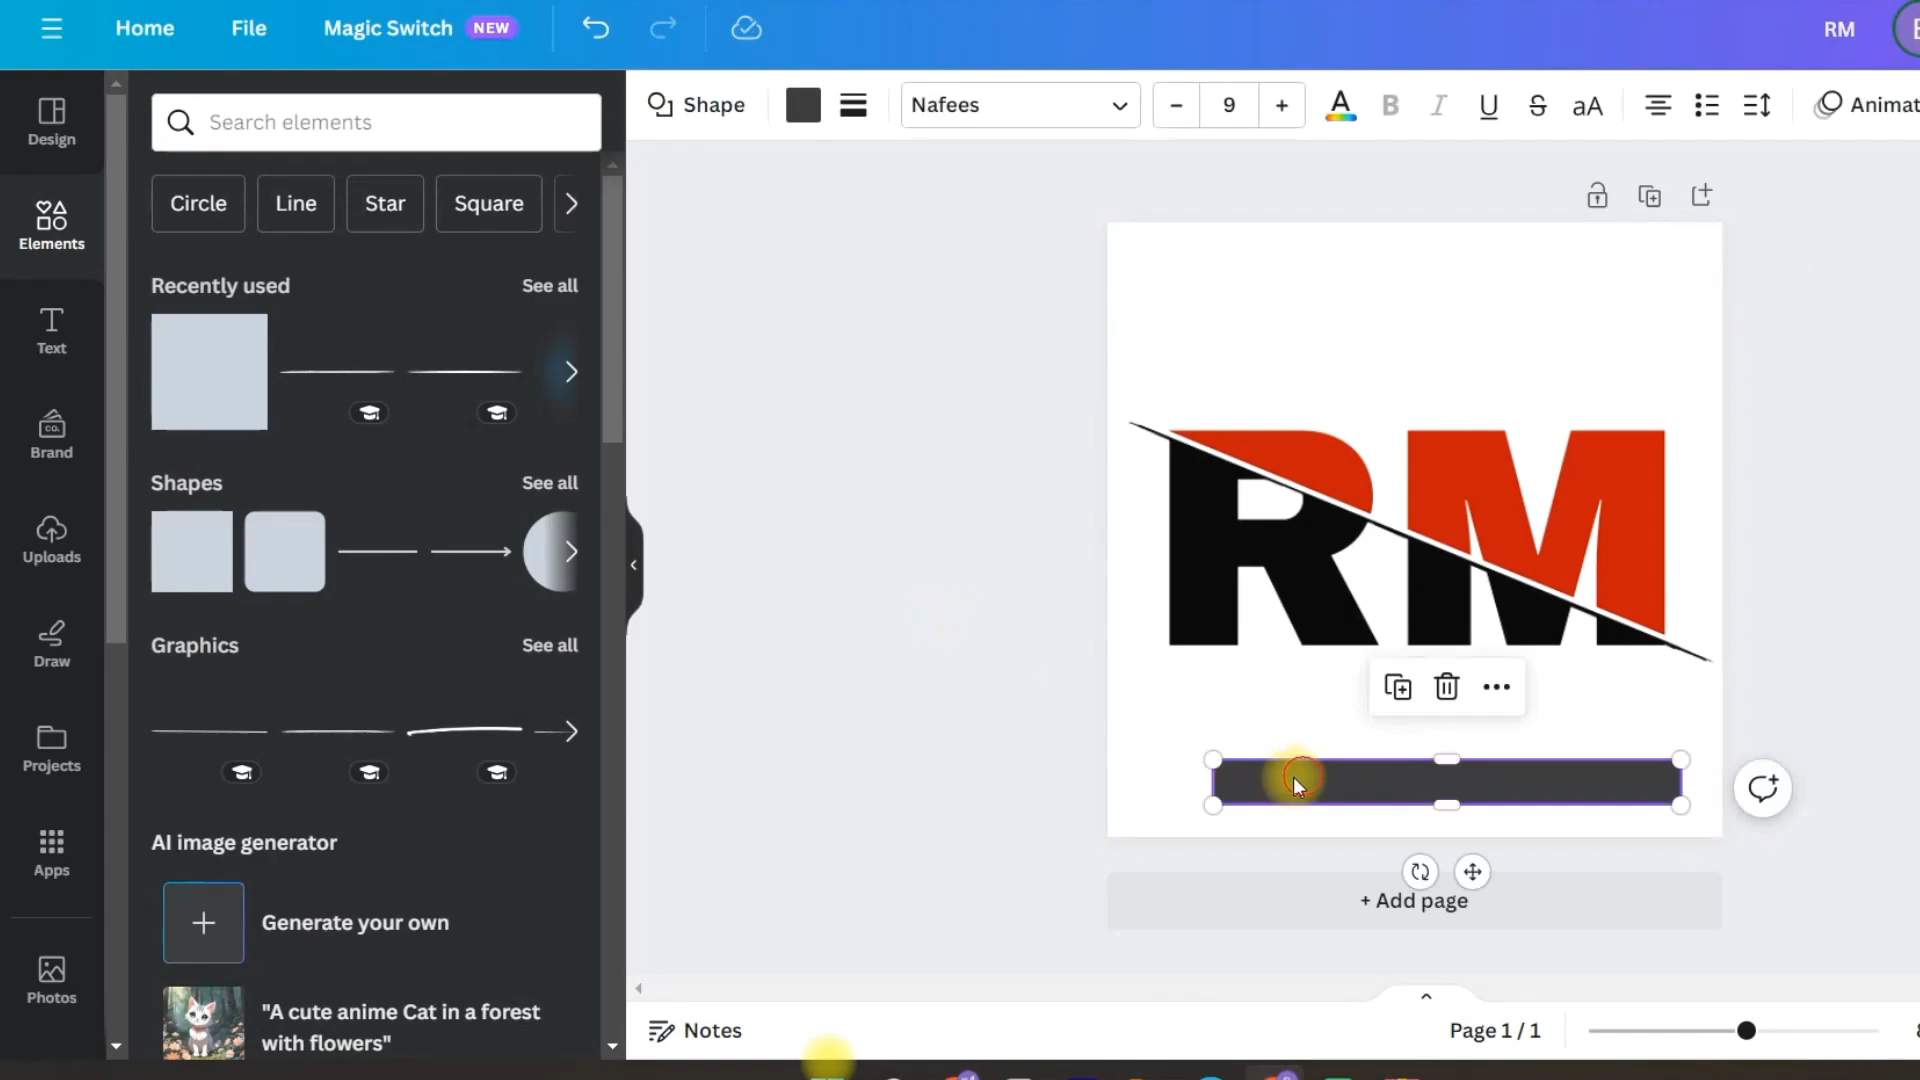 Home File Magic Switch NEW RM
Design
Elements
Text
Brand
CO.
Uploads
Draw
Projects
Apps
Photos
Search elements
Circle Line Star Square
Recently used See all
Shapes See all
Graphics See all
AI image generator
Generate your own
"A cute anime Cat in a forest
with flowers"
Shape Nafees 9 A B I U S aA Animat
RM
+ Add page
Notes Page 1 / 1